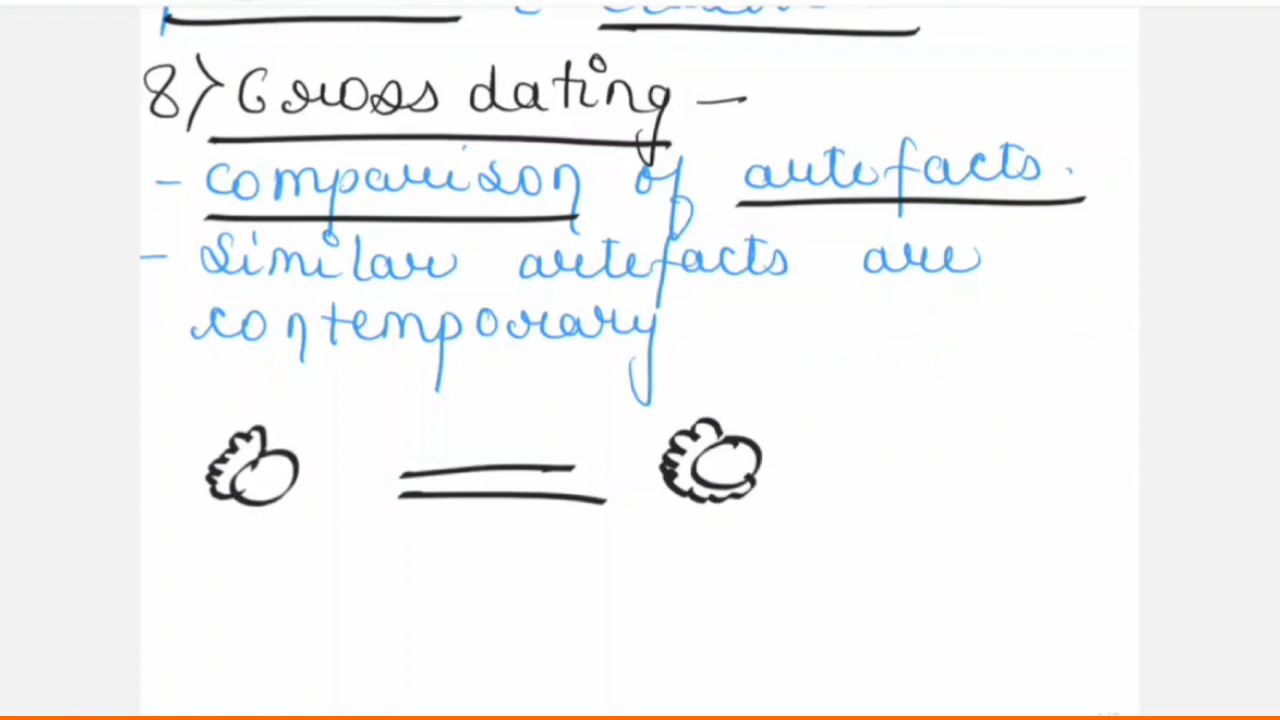 8) Cross dating -
- comparison of artefacts.
- Similar artefacts are
contemporary